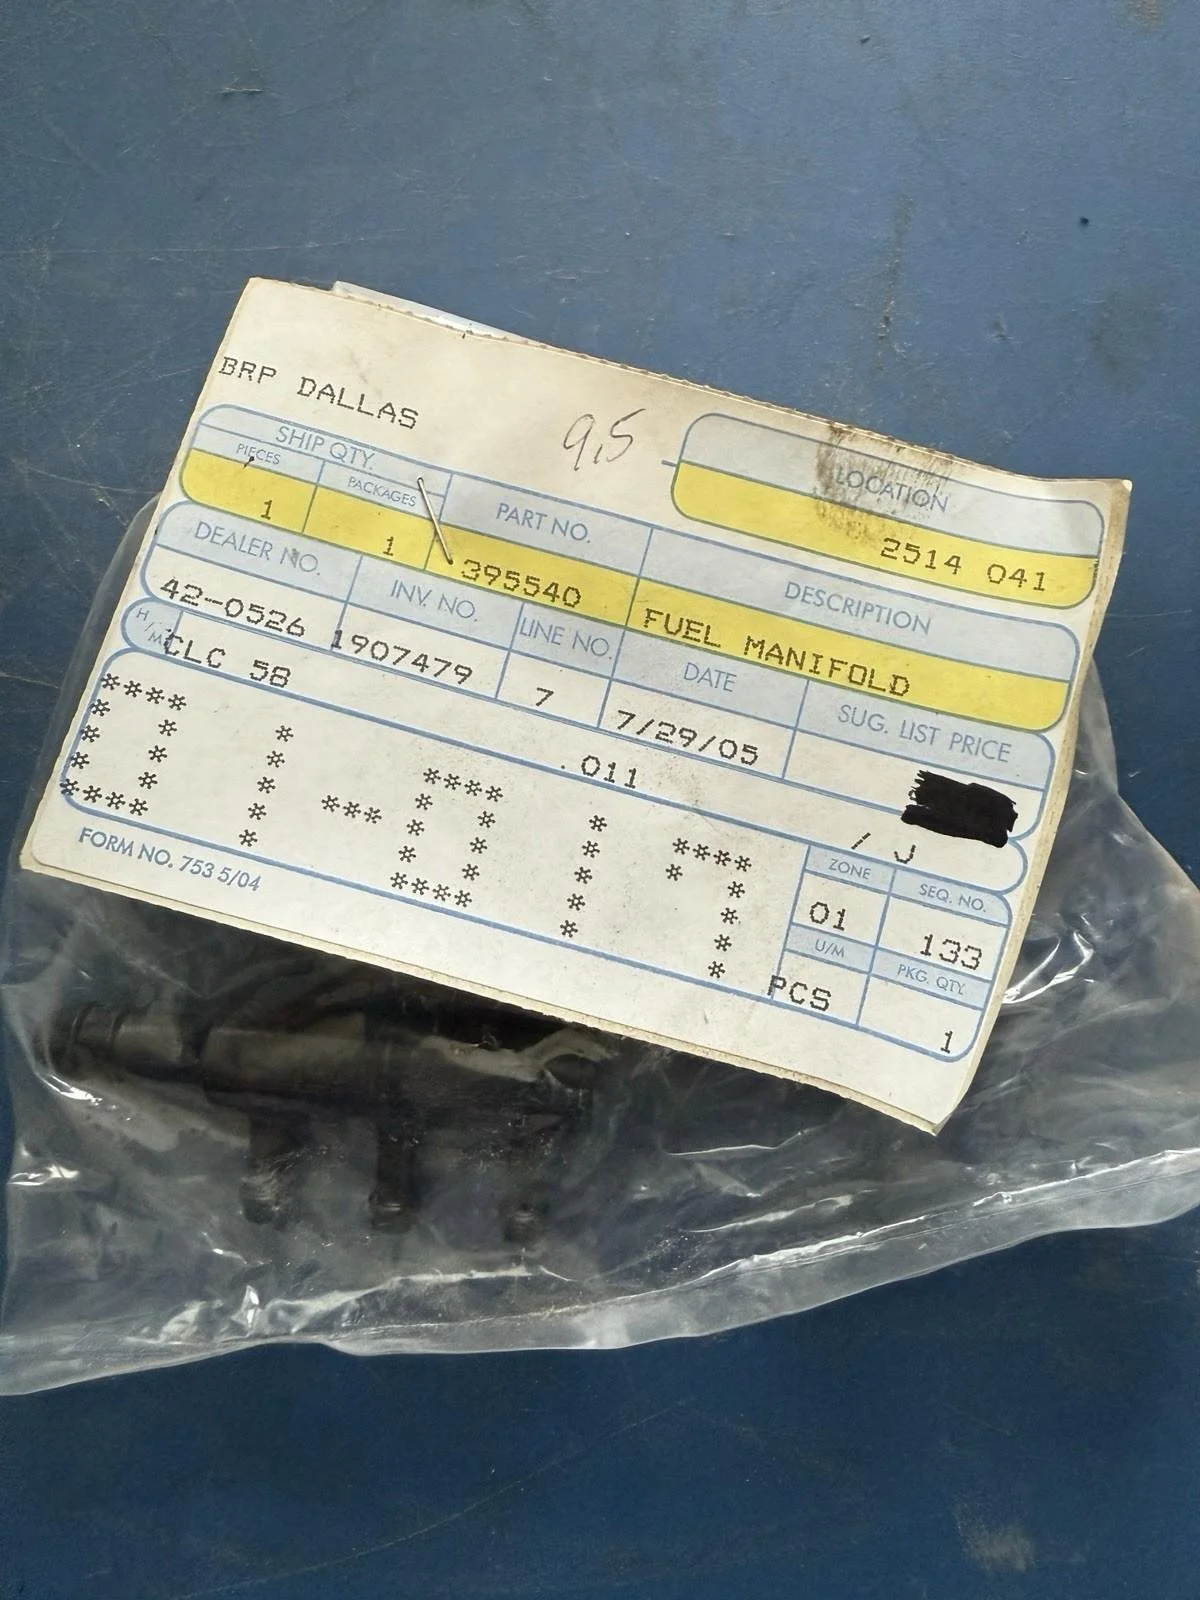 BRP DALLAS
9,5
LOCATION
2514 041
SHIP QTY.
PIECES PACKAGES PART NO. DESCRIPTION
1 1 395540 FUEL MANIFOLD
DEALER NO. INV. NO. LINE NO. DATE SUG. LIST PRICE
42-0526 1907479 7 7/29/05
H/M CLC 58 .011 / J
01-017
ZONE SEQ. NO.
01 133
U/M PKG. QTY.
PCS 1
FORM NO. 753 5/04